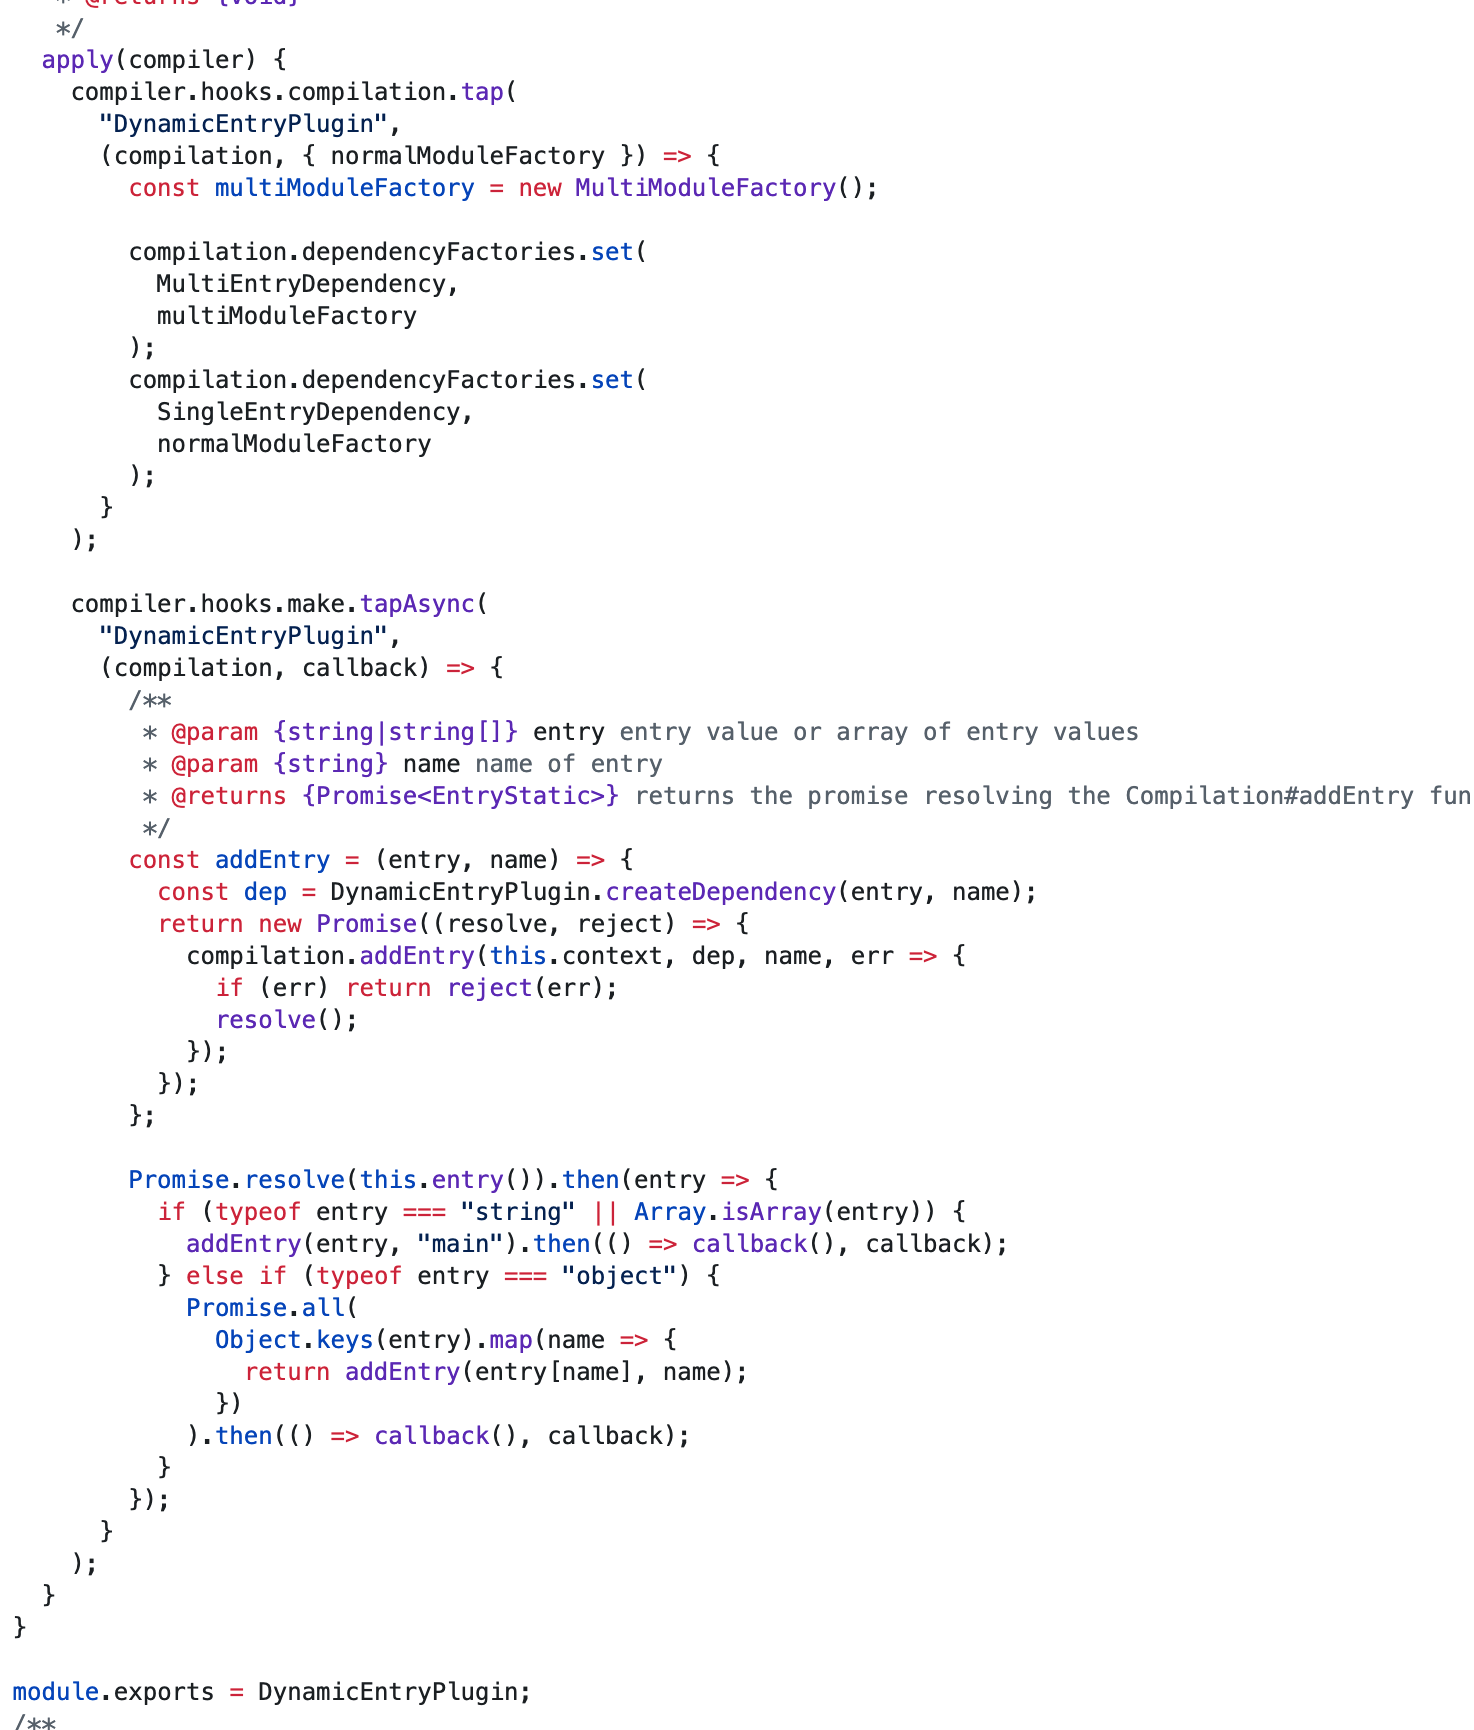 * @returns {void}
*/
apply(compiler) {
compiler.hooks.compilation.tap(
"DynamicEntryPlugin",
(compilation, { normalModuleFactory }) => {
const multiModuleFactory = new MultiModuleFactory();
compilation.dependencyFactories.set(
MultiEntryDependency,
multiModuleFactory
);
compilation.dependencyFactories.set(
SingleEntryDependency,
normalModuleFactory
);
}
);
compiler.hooks.make.tapAsync(
"DynamicEntryPlugin",
(compilation, callback) => {
/**
* @param {string|string[]} entry entry value or array of entry values
* @param {string} name name of entry
* @returns {Promise<EntryStatic>} returns the promise resolving the Compilation#addEntry fun
*/
const addEntry = (entry, name) => {
const dep = DynamicEntryPlugin.createDependency(entry, name);
return new Promise((resolve, reject) => {
compilation.addEntry(this.context, dep, name, err => {
if (err) return reject(err);
resolve();
});
});
};
Promise.resolve(this.entry()).then(entry => {
if (typeof entry === "string" || Array.isArray(entry)) {
addEntry(entry, "main").then(() => callback(), callback);
} else if (typeof entry === "object") {
Promise.all(
Object.keys(entry).map(name => {
return addEntry(entry[name], name);
})
).then(() => callback(), callback);
}
});
}
);
}
}
module.exports = DynamicEntryPlugin;
/**